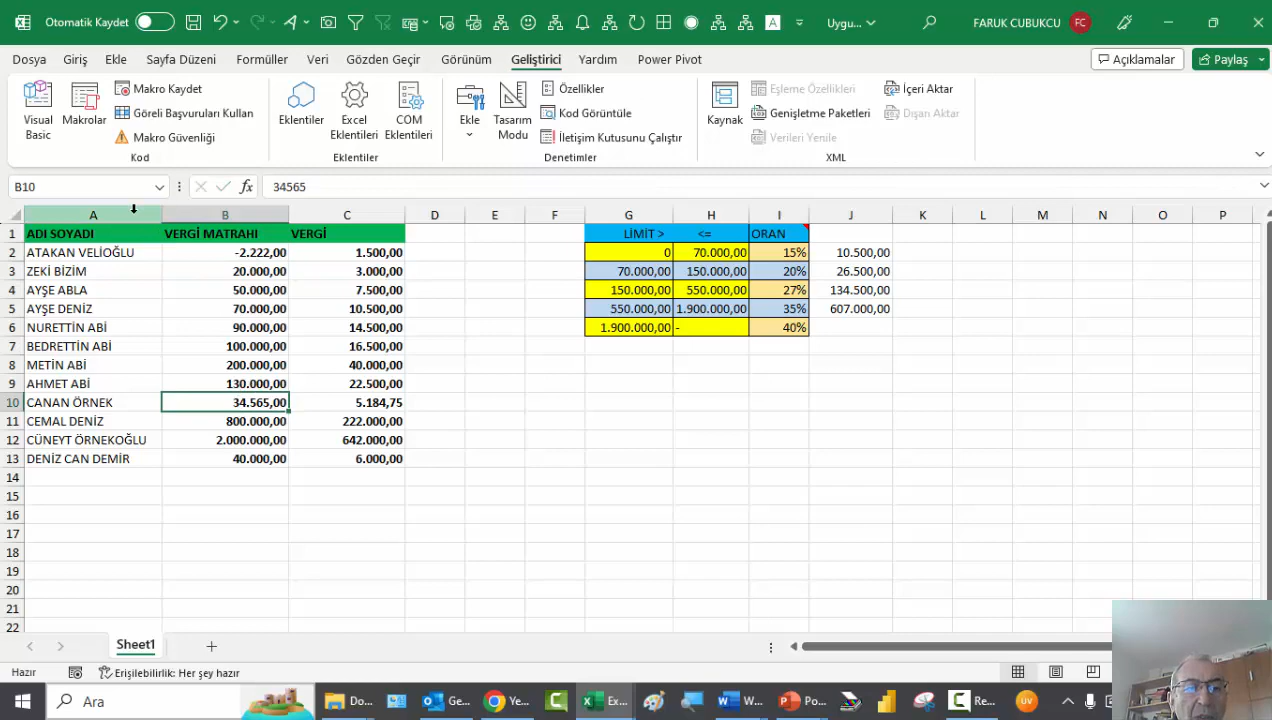 Otomatik Kaydet
Uygu...
FARUK CUBUKCU
FC
Dosya Giriş Ekle Sayfa Düzeni Formüller Veri Gözden Geçir Görünüm Geliştirici Yardım Power Pivot
Açıklamalar
Paylaş
Visual Basic
Makrolar
Makro Kaydet
Göreli Başvuruları Kullan
Makro Güvenliği
Kod
Eklentiler
Excel Eklentileri
COM Eklentileri
Eklentiler
Ekle
Tasarım Modu
Özellikler
Kod Görüntüle
İletişim Kutusunu Çalıştır
Denetimler
Kaynak
Eşleme Özellikleri
Genişletme Paketleri
Verileri Yenile
İçeri Aktar
Dışarı Aktar
XML
B10
fx
34565
A B C D E F G H I J K L M N O P
1 ADI SOYADI VERGİ MATRAHI VERGİ LİMİT > <= ORAN
2 ATAKAN VELİOĞLU -2.222,00 1.500,00 0 70.000,00 15% 10.500,00
3 ZEKİ BİZİM 20.000,00 3.000,00 70.000,00 150.000,00 20% 26.500,00
4 AYŞE ABLA 50.000,00 7.500,00 150.000,00 550.000,00 27% 134.500,00
5 AYŞE DENİZ 70.000,00 10.500,00 550.000,00 1.900.000,00 35% 607.000,00
6 NURETTİN ABİ 90.000,00 14.500,00 1.900.000,00 - 40%
7 BEDRETTİN ABİ 100.000,00 16.500,00
8 METİN ABİ 200.000,00 40.000,00
9 AHMET ABİ 130.000,00 22.500,00
10 CANAN ÖRNEK 34.565,00 5.184,75
11 CEMAL DENİZ 800.000,00 222.000,00
12 CÜNEYT ÖRNEKOĞLU 2.000.000,00 642.000,00
13 DENİZ CAN DEMİR 40.000,00 6.000,00
14
15
16
17
18
19
20
21
22
Sheet1
Hazır
Erişilebilirlik: Her şey hazır
Ara
Do...
Ge...
Ye...
Ex...
W...
Po...
Re...